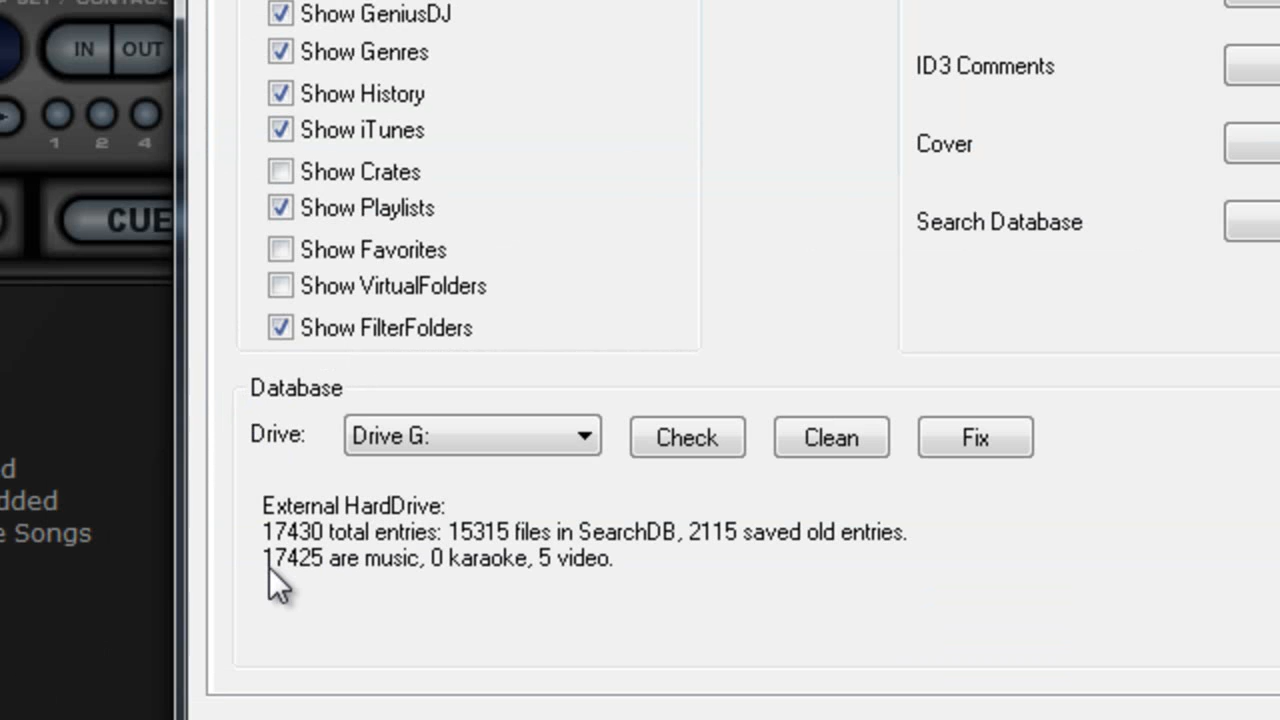 IN OUT
1 2 4
CUE
d
dded
e Songs
Show GeniusDJ
Show Genres
Show History
Show iTunes
Show Crates
Show Playlists
Show Favorites
Show VirtualFolders
Show FilterFolders
ID3 Comments
Cover
Search Database
Database
Drive: Drive G: Check Clean Fix
External HardDrive:
17430 total entries: 15315 files in SearchDB, 2115 saved old entries.
17425 are music, 0 karaoke, 5 video.